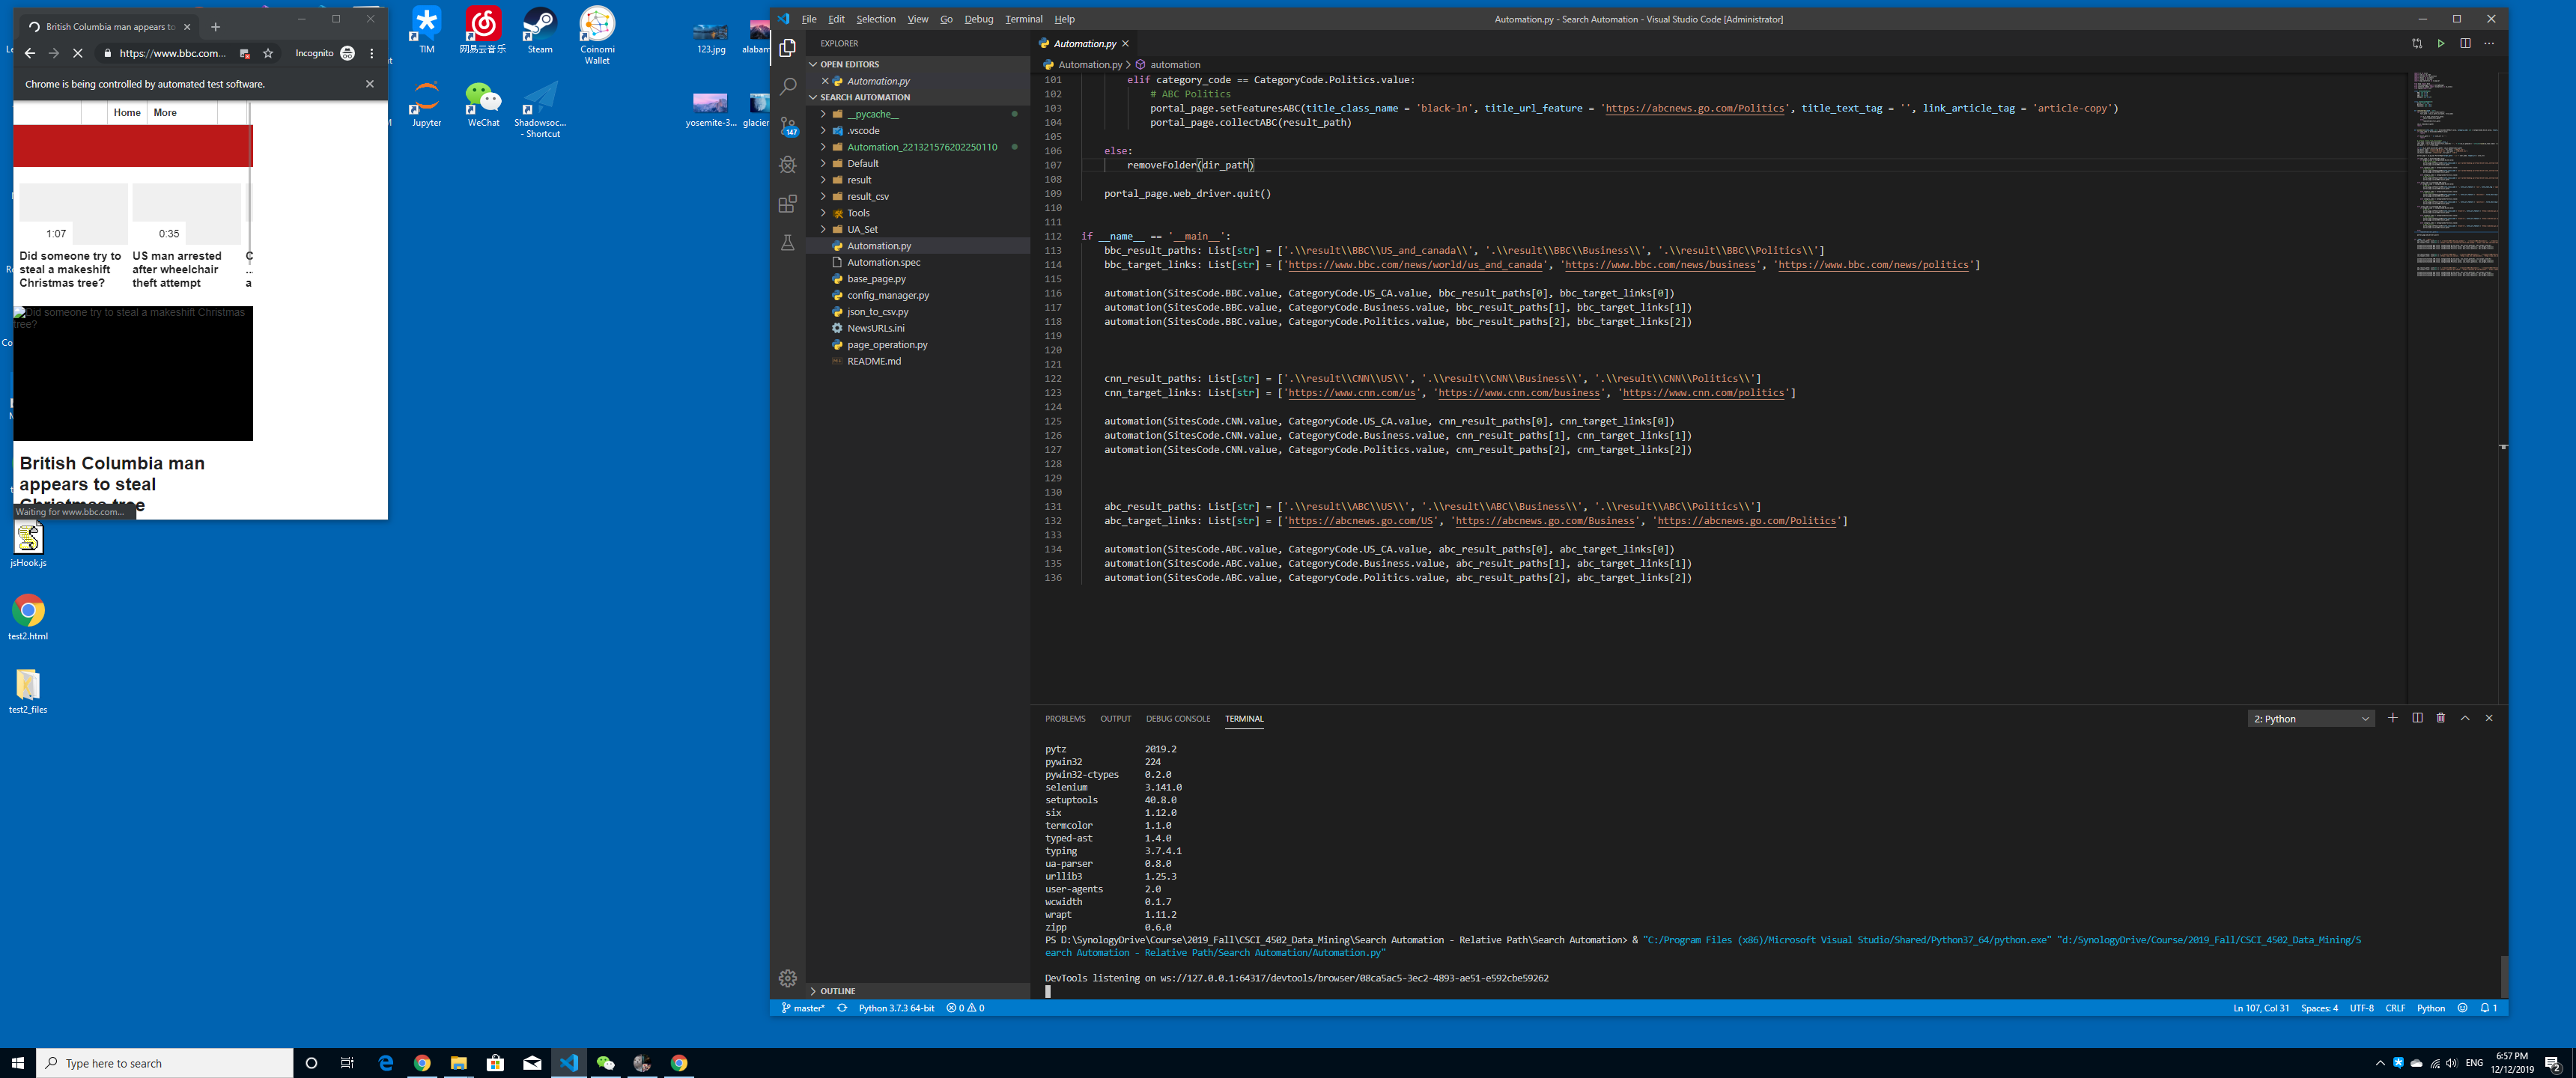 British Columbia man appears to
https://www.bbc.com...
Incognito
Chrome is being controlled by automated test software.
Home
More
1:07
0:35
Did someone try to
steal a makeshift
Christmas tree?
US man arrested
after wheelchair
theft attempt
Did someone try to steal a makeshift Christmas
tree?
British Columbia man
appears to steal
Christmas tree
Waiting for www.bbc.com...
jsHook.js
test2.html
test2_files
TIM
网易云音乐
Steam
Coinomi
Wallet
Jupyter
WeChat
Shadowsoc...
- Shortcut
123.jpg
alabam
yosemite-3...
glacier
File Edit Selection View Go Debug Terminal Help
Automation.py - Search Automation - Visual Studio Code [Administrator]
EXPLORER
OPEN EDITORS
Automation.py
SEARCH AUTOMATION
__pycache__
.vscode
Automation_221321576202250110
Default
result
result_csv
Tools
UA_Set
Automation.py
Automation.spec
base_page.py
config_manager.py
json_to_csv.py
NewsURLs.ini
page_operation.py
README.md
OUTLINE
147
Automation.py
Automation.py > automation
101 elif category_code == CategoryCode.Politics.value:
102 # ABC Politics
103 portal_page.setFeaturesABC(title_class_name = 'black-ln', title_url_feature = 'https://abcnews.go.com/Politics', title_text_tag = '', link_article_tag = 'article-copy')
104 portal_page.collectABC(result_path)
105
106 else:
107 removeFolder(dir_path)
108
109 portal_page.web_driver.quit()
110
111
112 if __name__ == '__main__':
113 bbc_result_paths: List[str] = ['.\\result\\BBC\\US_and_canada\\', '.\\result\\BBC\\Business\\', '.\\result\\BBC\\Politics\\']
114 bbc_target_links: List[str] = ['https://www.bbc.com/news/world/us_and_canada', 'https://www.bbc.com/news/business', 'https://www.bbc.com/news/politics']
115
116 automation(SitesCode.BBC.value, CategoryCode.US_CA.value, bbc_result_paths[0], bbc_target_links[0])
117 automation(SitesCode.BBC.value, CategoryCode.Business.value, bbc_result_paths[1], bbc_target_links[1])
118 automation(SitesCode.BBC.value, CategoryCode.Politics.value, bbc_result_paths[2], bbc_target_links[2])
119
120
121
122 cnn_result_paths: List[str] = ['.\\result\\CNN\\US\\', '.\\result\\CNN\\Business\\', '.\\result\\CNN\\Politics\\']
123 cnn_target_links: List[str] = ['https://www.cnn.com/us', 'https://www.cnn.com/business', 'https://www.cnn.com/politics']
124
125 automation(SitesCode.CNN.value, CategoryCode.US_CA.value, cnn_result_paths[0], cnn_target_links[0])
126 automation(SitesCode.CNN.value, CategoryCode.Business.value, cnn_result_paths[1], cnn_target_links[1])
127 automation(SitesCode.CNN.value, CategoryCode.Politics.value, cnn_result_paths[2], cnn_target_links[2])
128
129
130
131 abc_result_paths: List[str] = ['.\\result\\ABC\\US\\', '.\\result\\ABC\\Business\\', '.\\result\\ABC\\Politics\\']
132 abc_target_links: List[str] = ['https://abcnews.go.com/US', 'https://abcnews.go.com/Business', 'https://abcnews.go.com/Politics']
133
134 automation(SitesCode.ABC.value, CategoryCode.US_CA.value, abc_result_paths[0], abc_target_links[0])
135 automation(SitesCode.ABC.value, CategoryCode.Business.value, abc_result_paths[1], abc_target_links[1])
136 automation(SitesCode.ABC.value, CategoryCode.Politics.value, abc_result_paths[2], abc_target_links[2])
PROBLEMS OUTPUT DEBUG CONSOLE TERMINAL
2: Python
pytz 2019.2
pywin32 224
pywin32-ctypes 0.2.0
selenium 3.141.0
setuptools 40.8.0
six 1.12.0
termcolor 1.1.0
typed-ast 1.4.0
typing 3.7.4.1
ua-parser 0.8.0
urllib3 1.25.3
user-agents 2.0
wcwidth 0.1.7
wrapt 1.11.2
zipp 0.6.0
PS D:\SynologyDrive\Course\2019_Fall\CSCI_4502_Data_Mining\Search Automation - Relative Path\Search Automation> & "C:/Program Files (x86)/Microsoft Visual Studio/Shared/Python37_64/python.exe" "d:/SynologyDrive/Course/2019_Fall/CSCI_4502_Data_Mining/S
earch Automation - Relative Path/Search Automation/Automation.py"
DevTools listening on ws://127.0.0.1:64317/devtools/browser/08ca5ac5-3ec2-4893-ae51-e592cbe59262
master* Python 3.7.3 64-bit 0 0
Ln 107, Col 31 Spaces: 4 UTF-8 CRLF Python 1
Type here to search
ENG
6:57 PM
12/12/2019
2